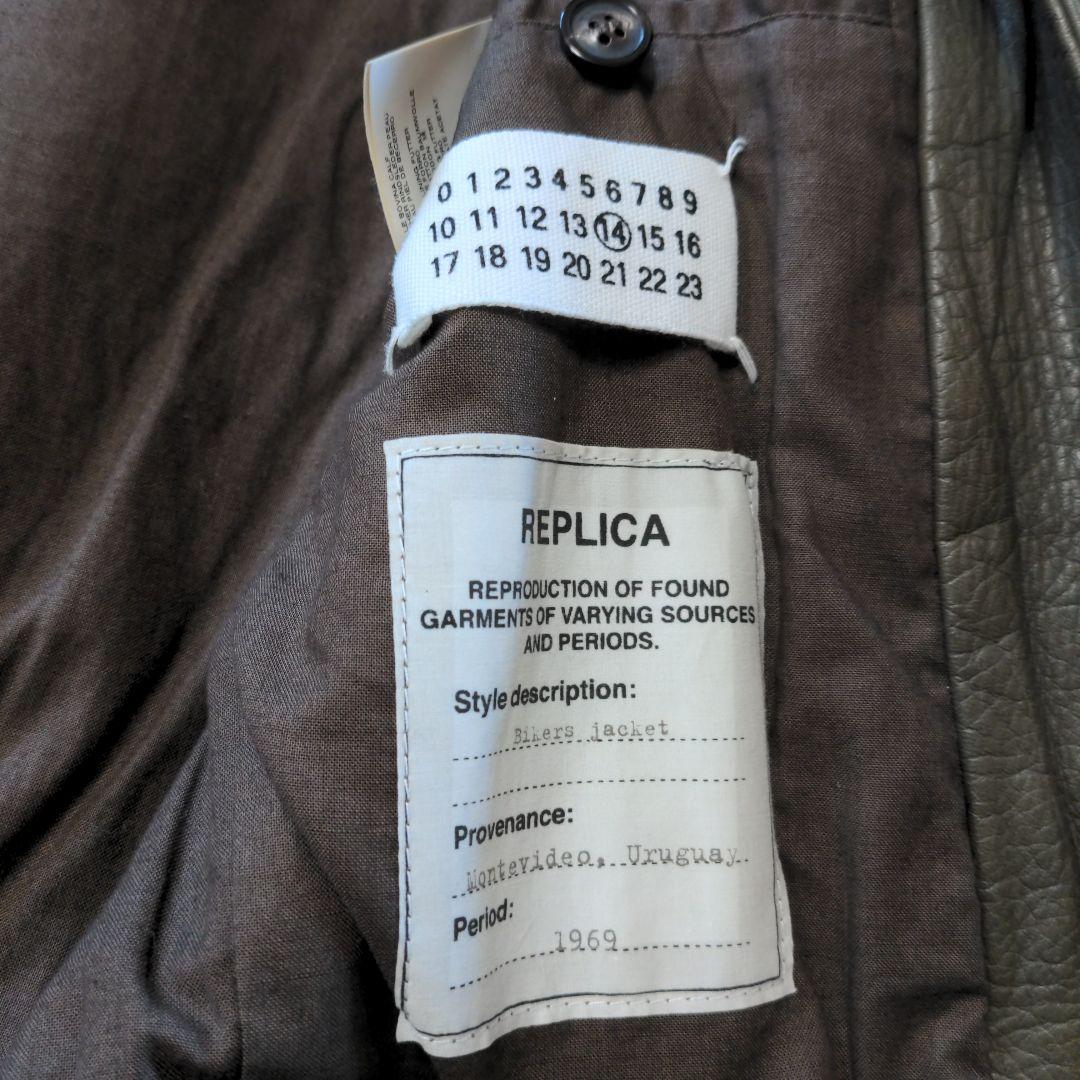 0 1 2 3 4 5 6 7 8 9
10 11 12 13 14 15 16
17 18 19 20 21 22 23
REPLICA
REPRODUCTION OF FOUND
GARMENTS OF VARYING SOURCES
AND PERIODS.
Style description:
Bikers jacket
Provenance:
Montevideo, Uruguay
Period:
1969